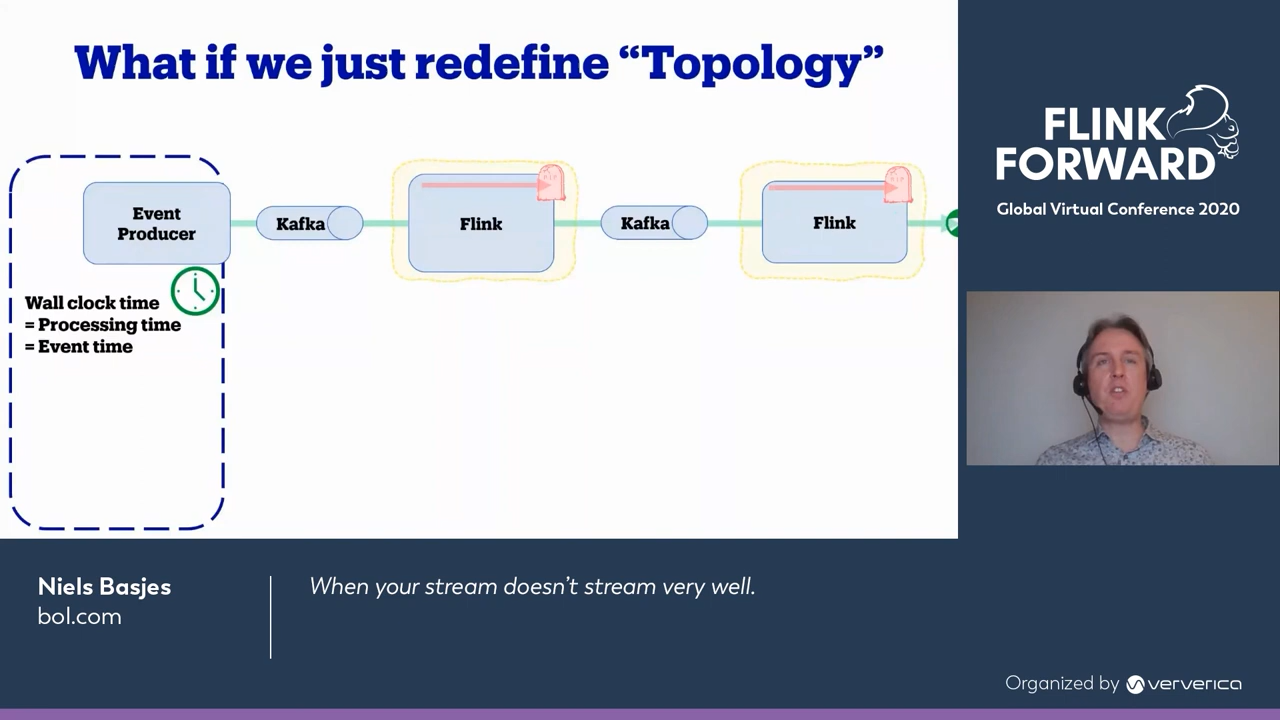 What if we just redefine “Topology”
Event
Producer
Kafka
Flink
Kafka
Flink
RIP
RIP
Wall clock time
= Processing time
= Event time
FLINK
FORWARD
Global Virtual Conference 2020
Niels Basjes
bol.com
When your stream doesn’t stream very well.
Organized by ververica